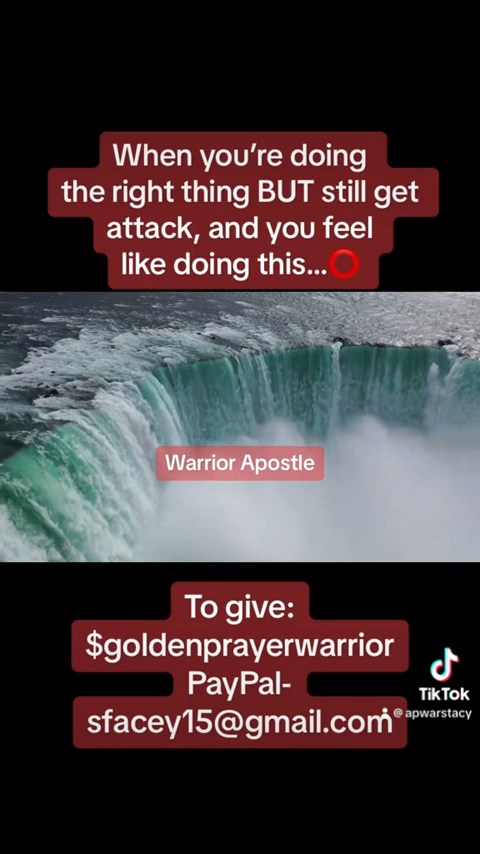 When you’re doing
the right thing BUT still get
attack, and you feel
like doing this...⭕
Warrior Apostle
To give:
$goldenprayerwarrior
PayPal-
sfacey15@gmail.com
TikTok
@apwarstacy